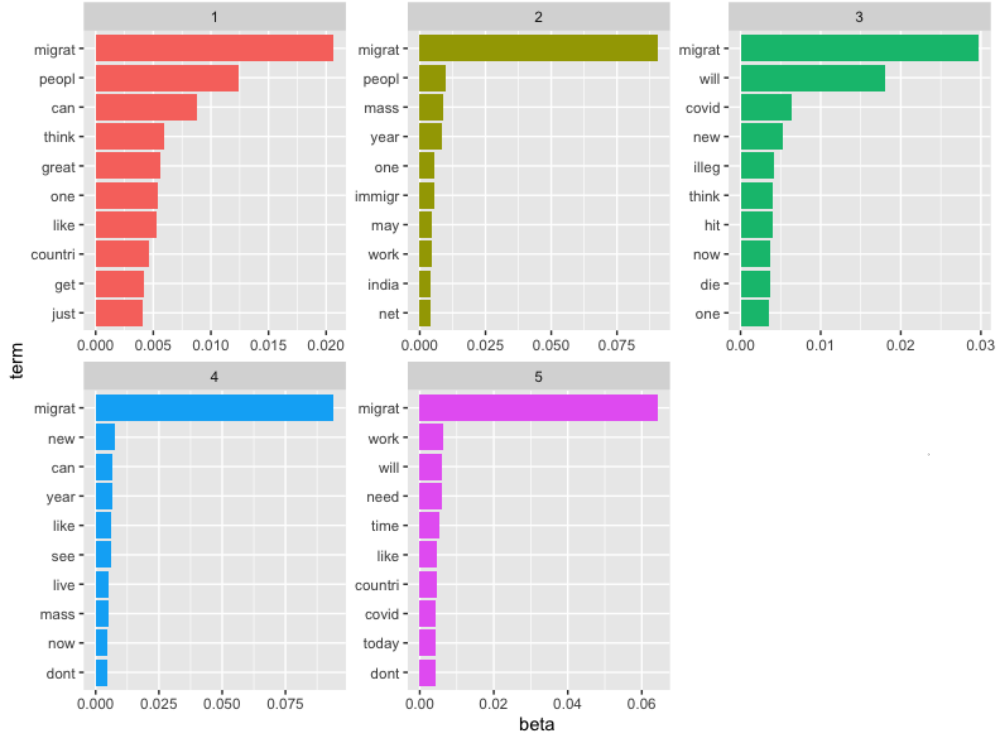 1
migrat
peopl
can
think
great
one
like
countri
get
just
0.000 0.005 0.010 0.015 0.020
2
migrat
peopl
mass
year
one
immigr
may
work
india
net
0.000 0.025 0.050 0.075
3
migrat
will
covid
new
illeg
think
hit
now
die
one
0.00 0.01 0.02 0.03
term
4
migrat
new
can
year
like
see
live
mass
now
dont
0.000 0.025 0.050 0.075
5
migrat
work
will
need
time
like
countri
covid
today
dont
0.00 0.02 0.04 0.06
beta